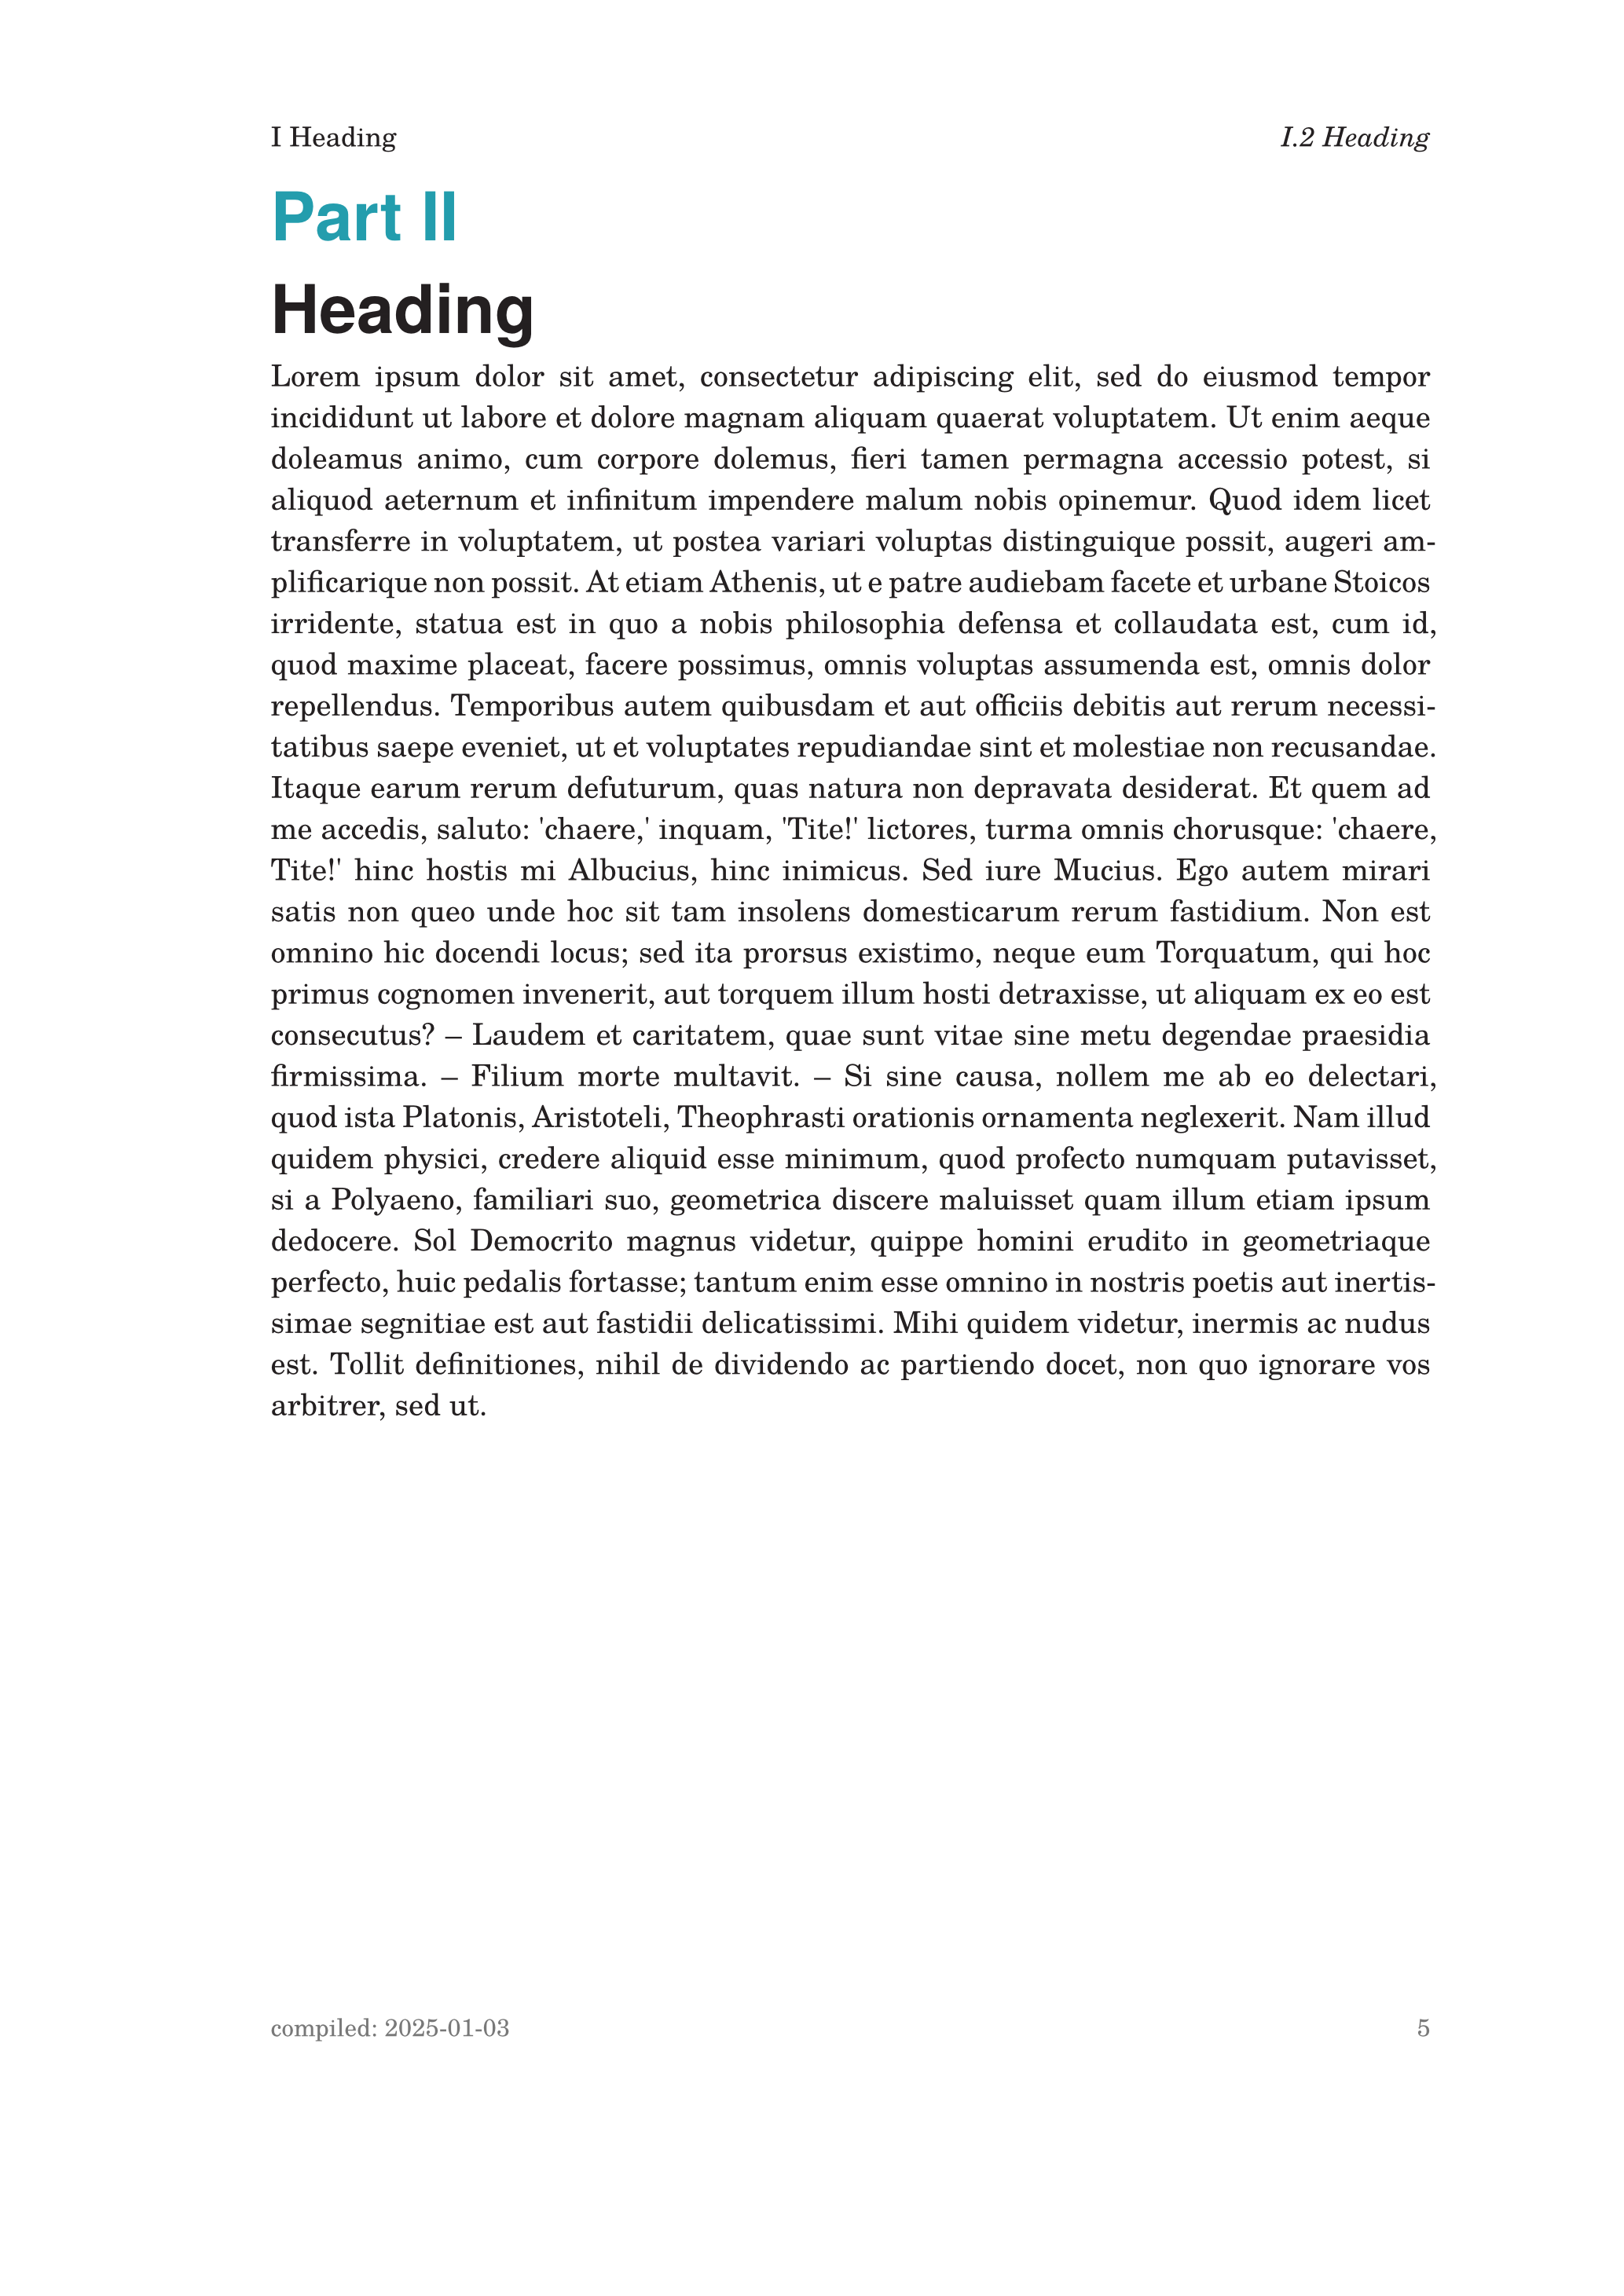 I Heading I.2 Heading
Part II
Heading
Lorem ipsum dolor sit amet, consectetur adipiscing elit, sed do eiusmod tempor
incididunt ut labore et dolore magnam aliquam quaerat voluptatem. Ut enim aeque
doleamus animo, cum corpore dolemus, fieri tamen permagna accessio potest, si
aliquod aeternum et infinitum impendere malum nobis opinemur. Quod idem licet
transferre in voluptatem, ut postea variari voluptas distinguique possit, augeri am-
plificarique non possit. At etiam Athenis, ut e patre audiebam facete et urbane Stoicos
irridente, statua est in quo a nobis philosophia defensa et collaudata est, cum id,
quod maxime placeat, facere possimus, omnis voluptas assumenda est, omnis dolor
repellendus. Temporibus autem quibusdam et aut officiis debitis aut rerum necessi-
tatibus saepe eveniet, ut et voluptates repudiandae sint et molestiae non recusandae.
Itaque earum rerum defuturum, quas natura non depravata desiderat. Et quem ad
me accedis, saluto: 'chaere,' inquam, 'Tite!' lictores, turma omnis chorusque: 'chaere,
Tite!' hinc hostis mi Albucius, hinc inimicus. Sed iure Mucius. Ego autem mirari
satis non queo unde hoc sit tam insolens domesticarum rerum fastidium. Non est
omnino hic docendi locus; sed ita prorsus existimo, neque eum Torquatum, qui hoc
primus cognomen invenerit, aut torquem illum hosti detraxisse, ut aliquam ex eo est
consecutus? – Laudem et caritatem, quae sunt vitae sine metu degendae praesidia
firmissima. – Filium morte multavit. – Si sine causa, nollem me ab eo delectari,
quod ista Platonis, Aristoteli, Theophrasti orationis ornamenta neglexerit. Nam illud
quidem physici, credere aliquid esse minimum, quod profecto numquam putavisset,
si a Polyaeno, familiari suo, geometrica discere maluisset quam illum etiam ipsum
dedocere. Sol Democrito magnus videtur, quippe homini erudito in geometriaque
perfecto, huic pedalis fortasse; tantum enim esse omnino in nostris poetis aut inertis-
simae segnitiae est aut fastidii delicatissimi. Mihi quidem videtur, inermis ac nudus
est. Tollit definitiones, nihil de dividendo ac partiendo docet, non quo ignorare vos
arbitrer, sed ut.
compiled: 2025-01-03 5